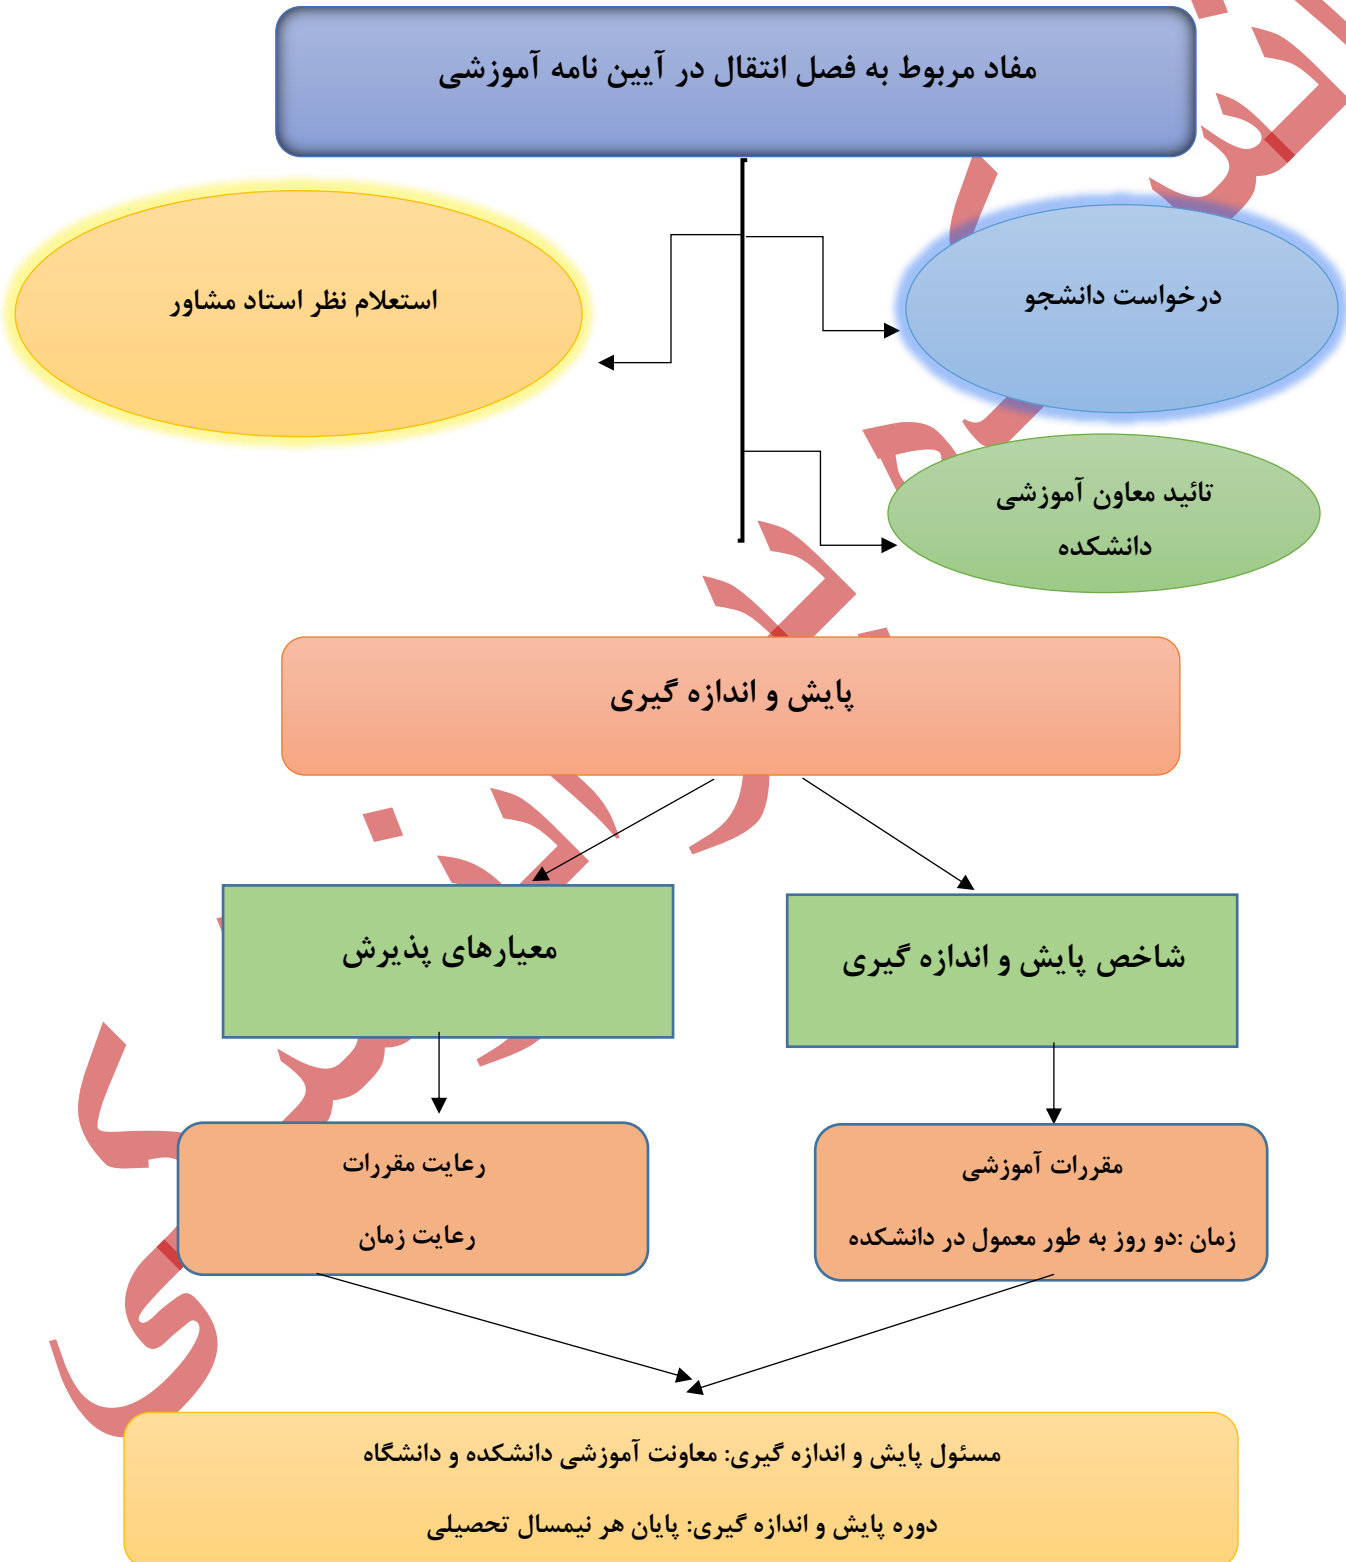 مفاد مربوط به فصل انتقال در آیین نامه آموزشی
درخواست دانشجو
استعلام نظر استاد مشاور
تائید معاون آموزشی
دانشکده
پایش و اندازه گیری
شاخص پایش و اندازه گیری
معیارهای پذیرش
مقررات آموزشی
زمان :دو روز به طور معمول در دانشکده
رعایت مقررات
رعایت زمان
مسئول پایش و اندازه گیری: معاونت آموزشی دانشکده و دانشگاه
دوره پایش و اندازه گیری: پایان هر نیمسال تحصیلی